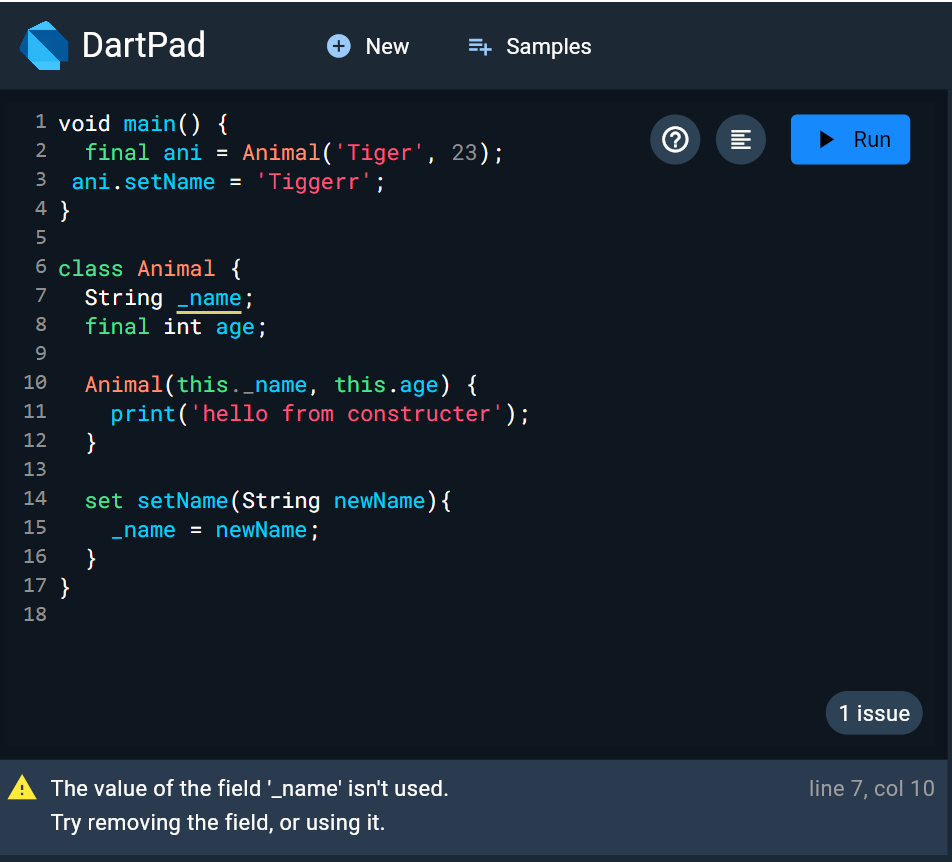 DartPad
New
Samples
Run
1 void main() {
2   final ani = Animal('Tiger', 23);
3  ani.setName = 'Tiggerr';
4 }
5
6 class Animal {
7   String _name;
8   final int age;
9
10   Animal(this._name, this.age) {
11     print('hello from constructer');
12   }
13
14   set setName(String newName){
15     _name = newName;
16   }
17 }
18
1 issue
The value of the field '_name' isn't used.
line 7, col 10
Try removing the field, or using it.